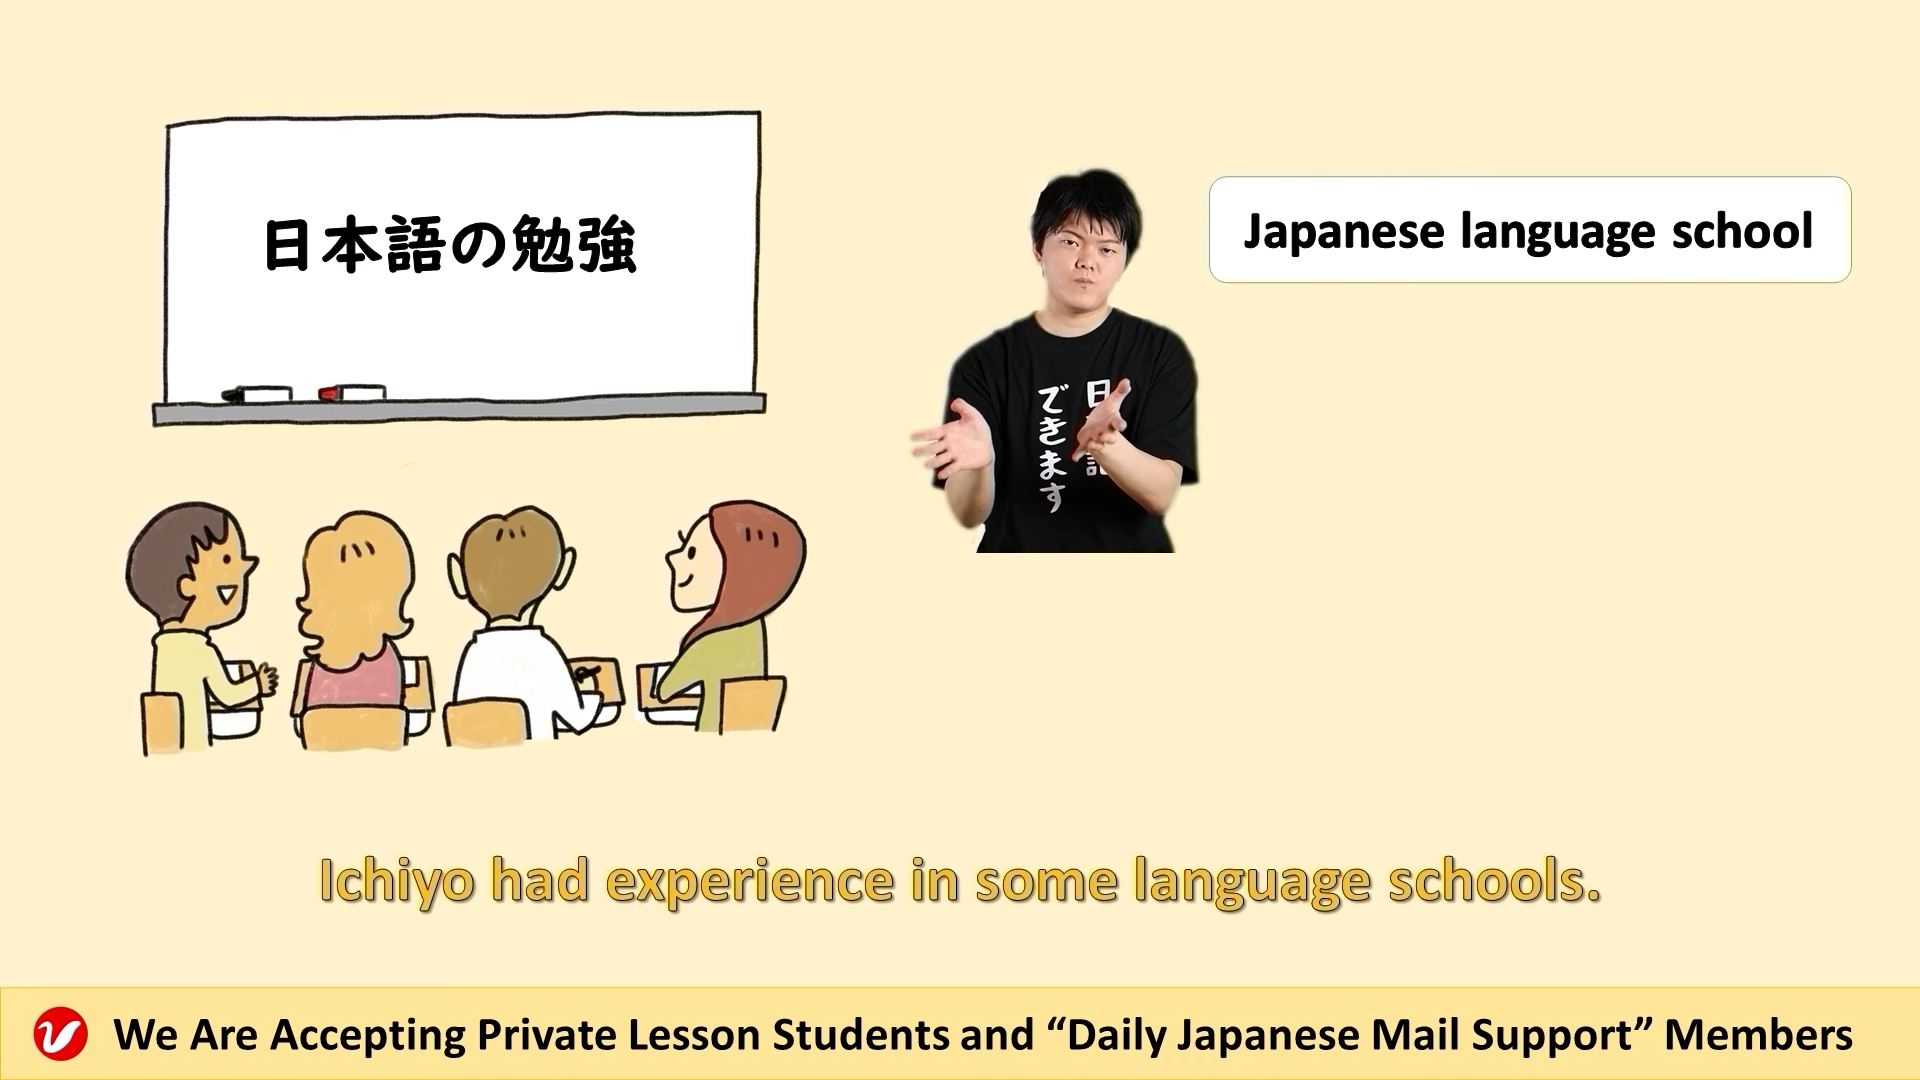 日本語の勉強
Japanese language school
日
できます
Ichiyo had experience in some language schools.
We Are Accepting Private Lesson Students and “Daily Japanese Mail Support” Members